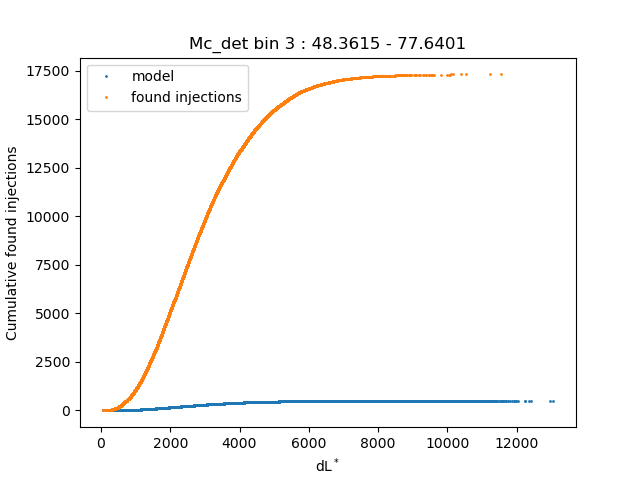 Mc_det bin 3 : 48.3615 - 77.6401
model
found injections
Cumulative found injections
17500
15000
12500
10000
7500
5000
2500
0
0 2000 4000 6000 8000 10000 12000
dL*